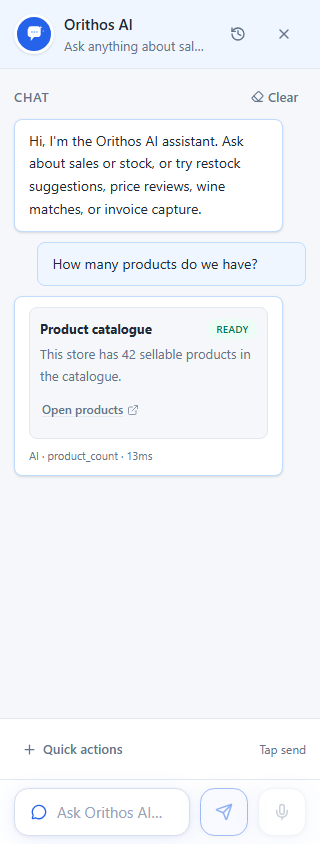 Orithos AI
Ask anything about sal...
CHAT
Clear
Hi, I'm the Orithos AI assistant. Ask
about sales or stock, or try restock
suggestions, price reviews, wine
matches, or invoice capture.
How many products do we have?
Product catalogue
READY
This store has 42 sellable products in
the catalogue.
Open products
AI · product_count · 13ms
Quick actions
Tap send
Ask Orithos AI...